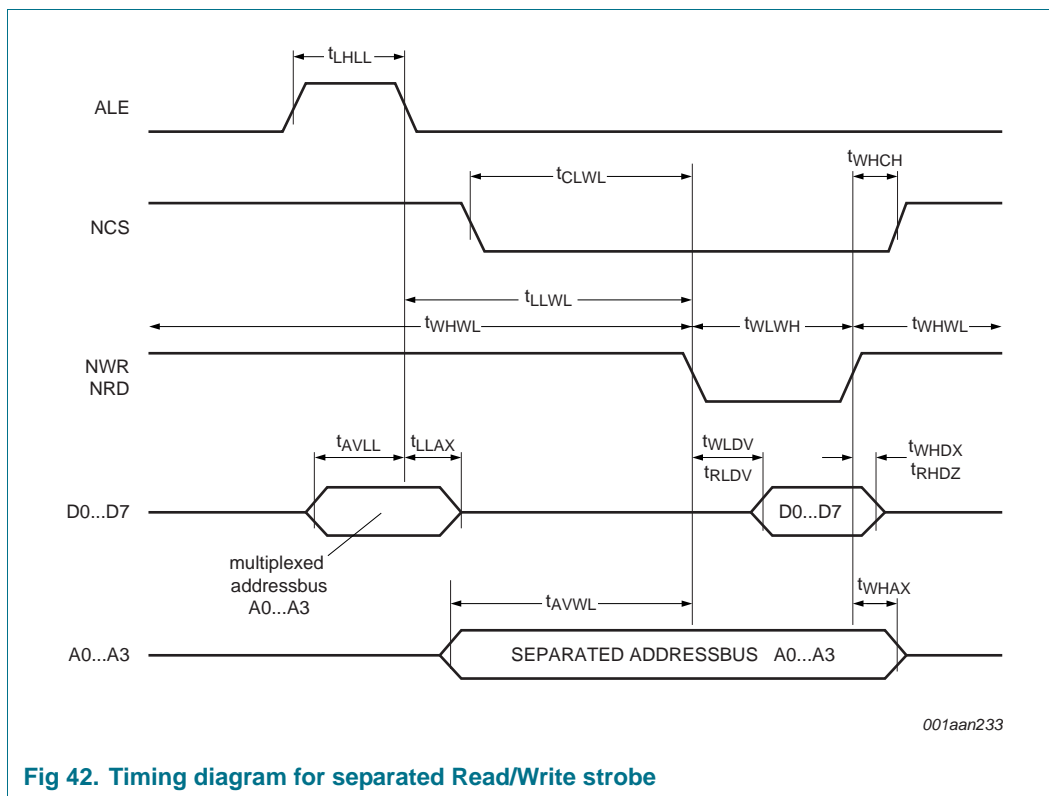 tLHLL
ALE
tWHCH
tCLWL
NCS
tLLWL
tWHWL tWLWH tWHWL
NWR
NRD
tAVLL tLLAX tWLDV tWHDX
tRLDV tRHDZ
D0...D7 D0...D7
multiplexed
addressbus
A0...A3
tWHAX
tAVWL
A0...A3 SEPARATED ADDRESSBUS A0...A3
001aan233
Fig 42. Timing diagram for separated Read/Write strobe